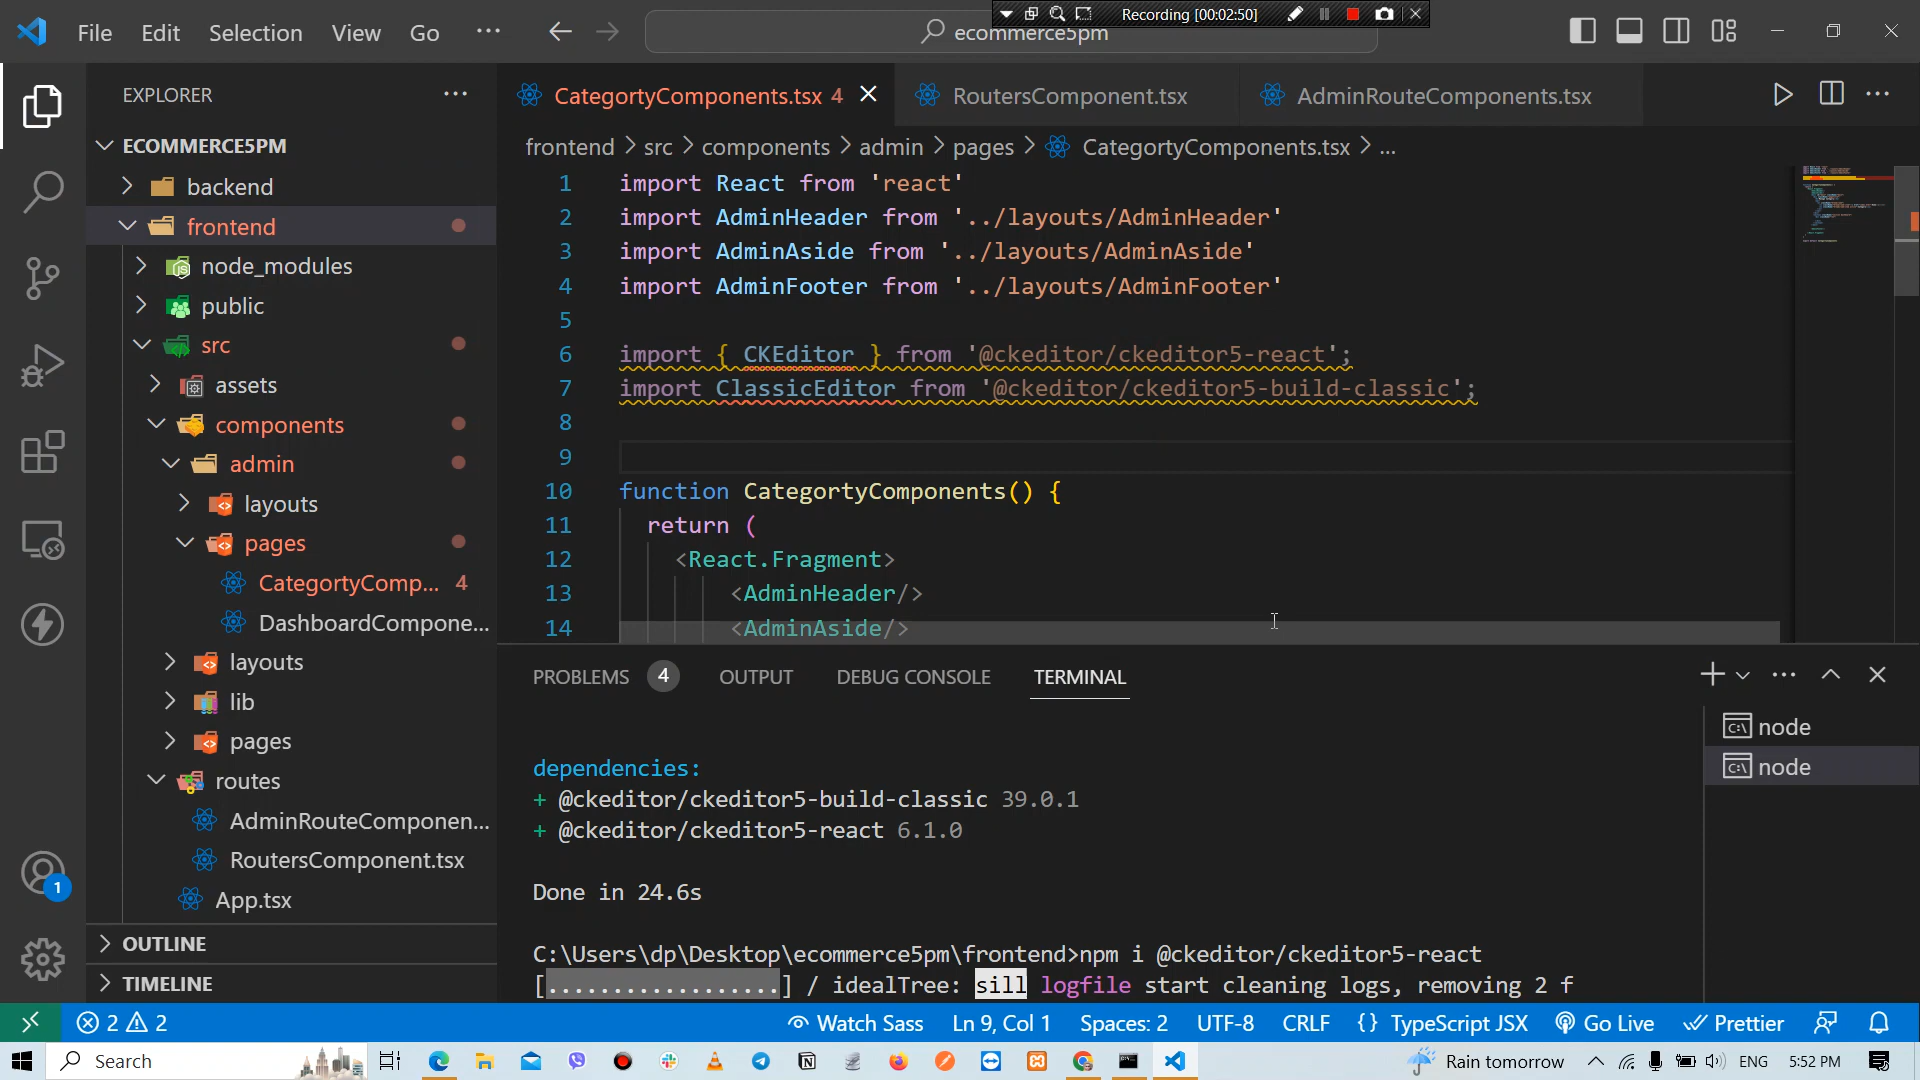 Recording [00:02:50]
File Edit Selection View Go ··· ecommerce5pm
EXPLORER ···
ECOMMERCE5PM
backend
frontend
node_modules
public
src
assets
components
admin
layouts
pages
CategortyComp... 4
DashboardCompone...
layouts
lib
pages
routes
AdminRouteComponen...
RoutersComponent.tsx
App.tsx
OUTLINE
TIMELINE
1
CategortyComponents.tsx 4 RoutersComponent.tsx AdminRouteComponents.tsx
frontend > src > components > admin > pages > CategortyComponents.tsx > ...
1 import React from 'react'
2 import AdminHeader from '../layouts/AdminHeader'
3 import AdminAside from '../layouts/AdminAside'
4 import AdminFooter from '../layouts/AdminFooter'
5
6 import { CKEditor } from '@ckeditor/ckeditor5-react';
7 import ClassicEditor from '@ckeditor/ckeditor5-build-classic';
8
9
10 function CategortyComponents() {
11 return (
12 <React.Fragment>
13 <AdminHeader/>
14 <AdminAside/>
PROBLEMS 4 OUTPUT DEBUG CONSOLE TERMINAL
node
node
dependencies:
+ @ckeditor/ckeditor5-build-classic 39.0.1
+ @ckeditor/ckeditor5-react 6.1.0
Done in 24.6s
C:\Users\dp\Desktop\ecommerce5pm\frontend>npm i @ckeditor/ckeditor5-react
[..................] / idealTree: sill logfile start cleaning logs, removing 2 f
2 2 Watch Sass Ln 9, Col 1 Spaces: 2 UTF-8 CRLF {} TypeScript JSX Go Live Prettier
Search Rain tomorrow ENG 5:52 PM